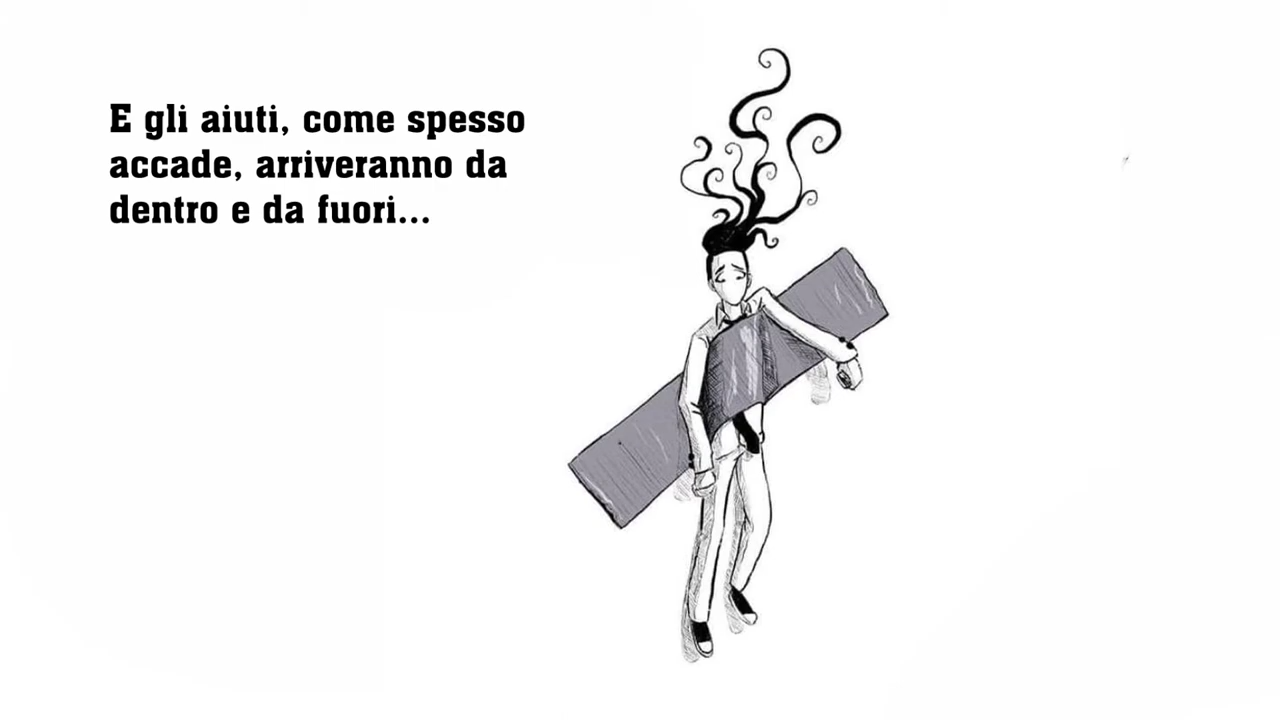 E gli aiuti, come spesso
accade, arriveranno da
dentro e da fuori...